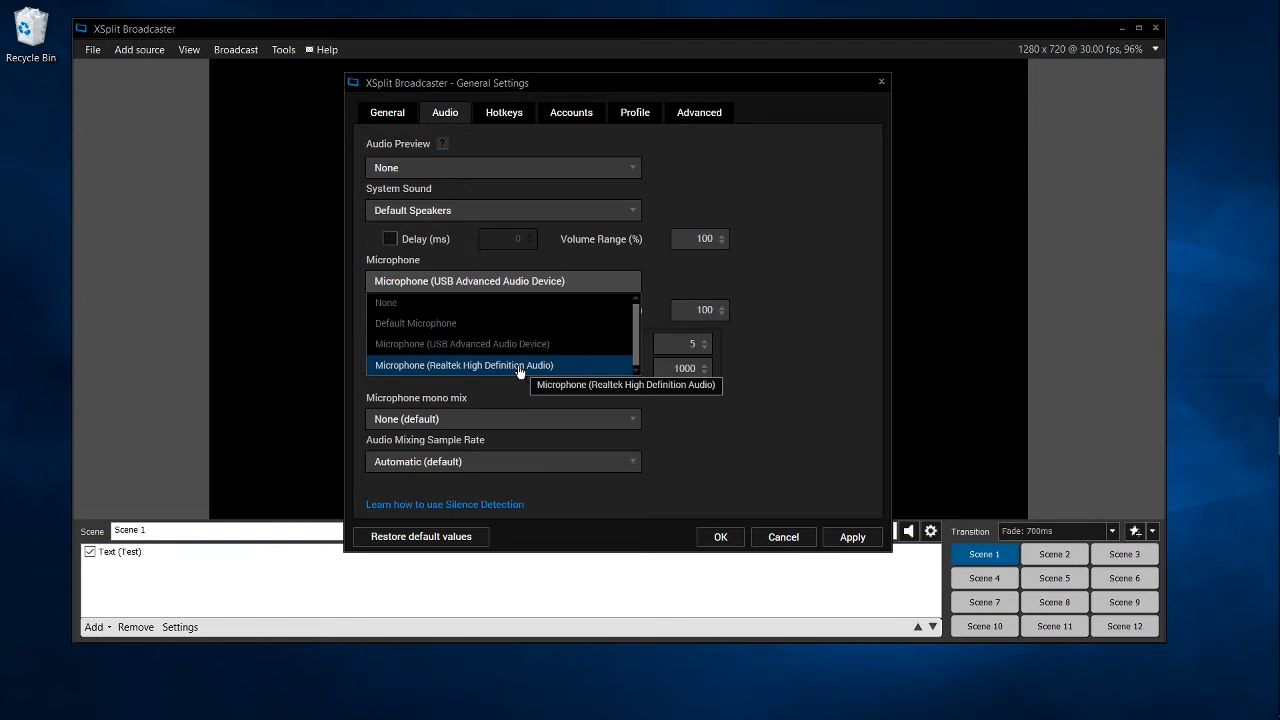 Recycle Bin
XSplit Broadcaster
File Add source View Broadcast Tools Help 1280 x 720 @ 30.00 fps, 96%
XSplit Broadcaster - General Settings
General Audio Hotkeys Accounts Profile Advanced
Audio Preview ?
None
System Sound
Default Speakers
Delay (ms) 0 Volume Range (%) 100
Microphone
Microphone (USB Advanced Audio Device)
None
100
Default Microphone
Microphone (USB Advanced Audio Device) 5
Microphone (Realtek High Definition Audio) 1000
Microphone (Realtek High Definition Audio)
Microphone mono mix
None (default)
Audio Mixing Sample Rate
Automatic (default)
Learn how to use Silence Detection
Restore default values OK Cancel Apply
Scene Scene 1 Transition Fade: 700ms
Text (Test)
Scene 1 Scene 2 Scene 3
Scene 4 Scene 5 Scene 6
Scene 7 Scene 8 Scene 9
Scene 10 Scene 11 Scene 12
Add Remove Settings